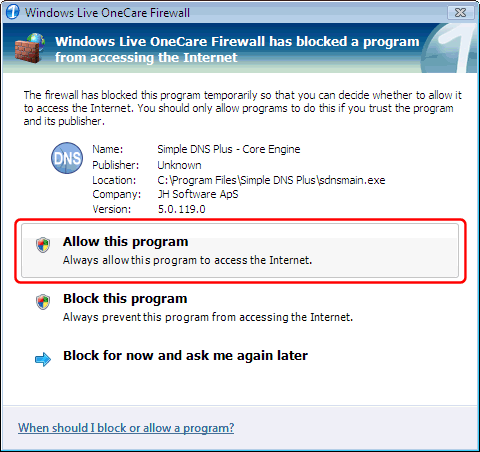 Windows Live OneCare Firewall
Windows Live OneCare Firewall has blocked a program
from accessing the Internet
The firewall has blocked this program temporarily so that you can decide whether to allow it
to access the Internet. You should only allow programs to do this if you trust the program
and its publisher.
DNS
Name: Simple DNS Plus - Core Engine
Publisher: Unknown
Location: C:\Program Files\Simple DNS Plus\sdnsmain.exe
Company: JH Software ApS
Version: 5.0.119.0
Allow this program
Always allow this program to access the Internet.
Block this program
Always prevent this program from accessing the Internet.
Block for now and ask me again later
When should I block or allow a program?